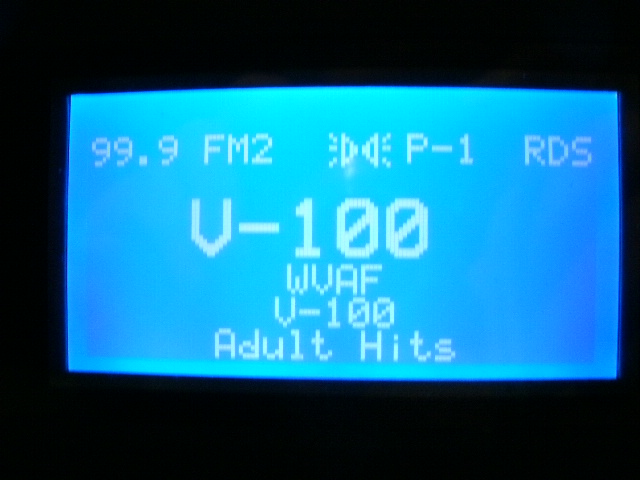 99.9 FM2 P-1 RDS
V-100
WVAF
V-100
Adult Hits